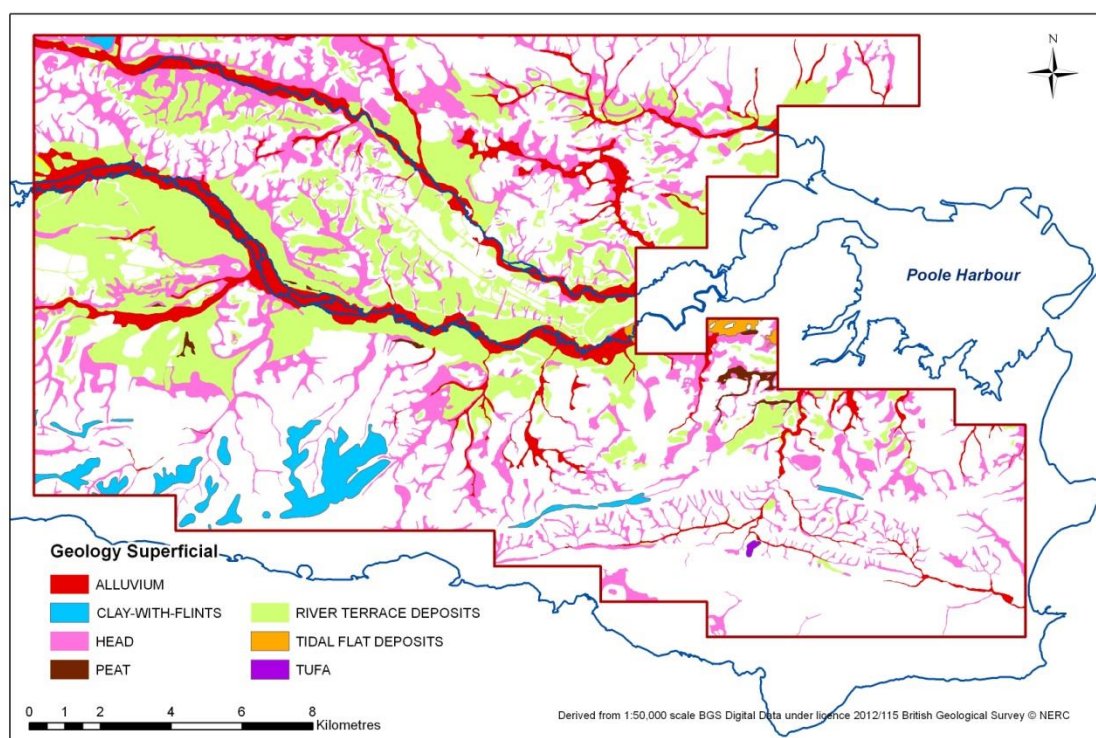 N
Poole Harbour
Geology Superficial
ALLUVIUM
CLAY-WITH-FLINTS
HEAD
PEAT
RIVER TERRACE DEPOSITS
TIDAL FLAT DEPOSITS
TUFA
0 1 2 4 6 8
Kilometres
Derived from 1:50,000 scale BGS Digital Data under licence 2012/115 British Geological Survey © NERC